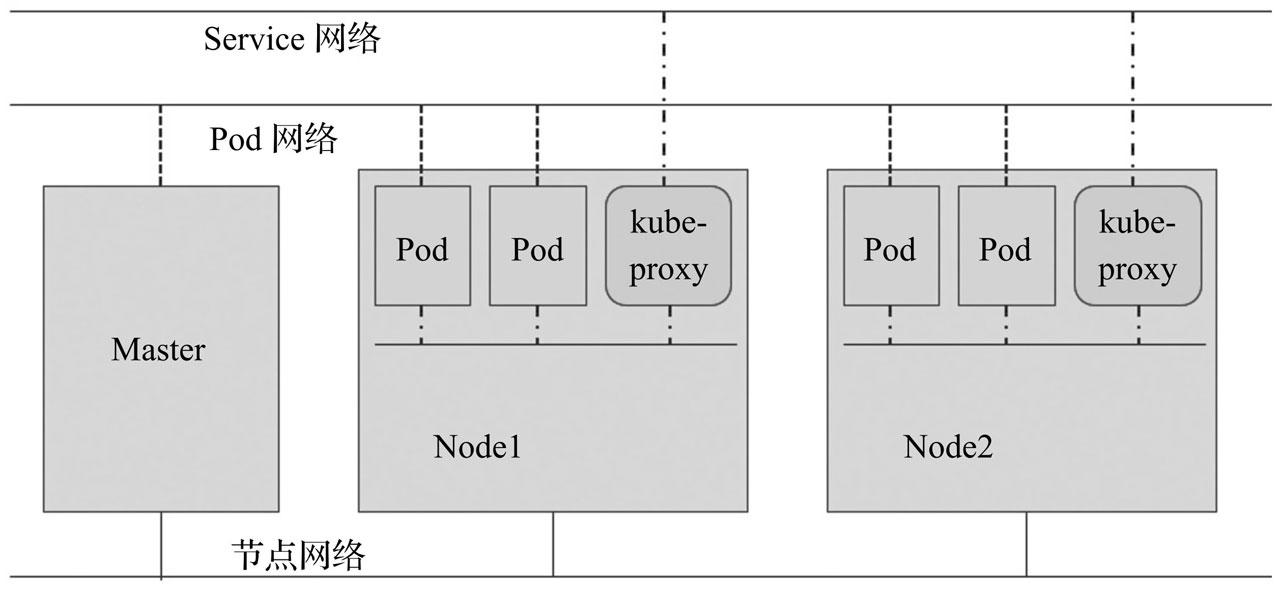 Service 网络
Pod 网络
Master
Pod
Pod
kube-
proxy
Node1
Pod
Pod
kube-
proxy
Node2
节点网络